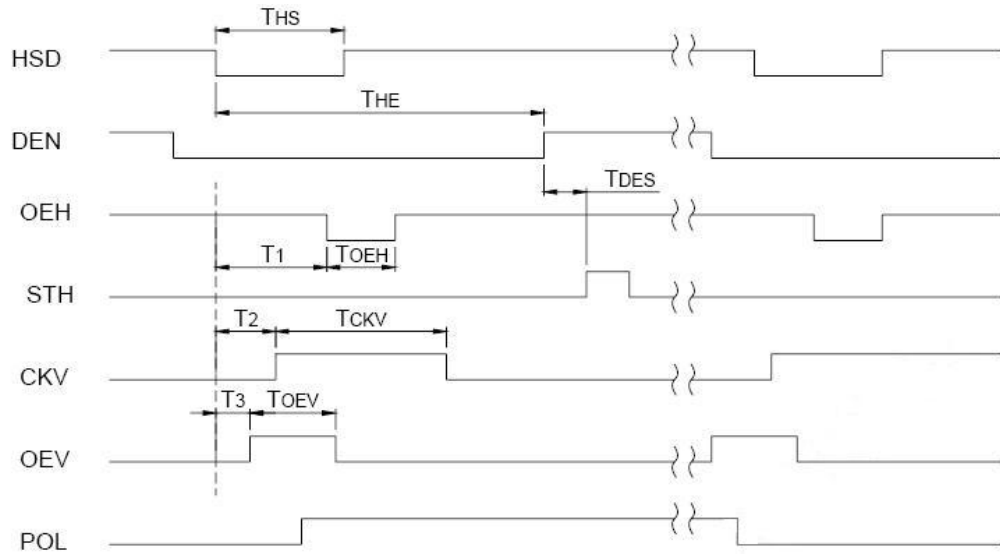 THS
HSD
THE
DEN
TDES
OEH
T1 TOEH
STH
T2 TCKV
CKV
T3 TOEV
OEV
POL